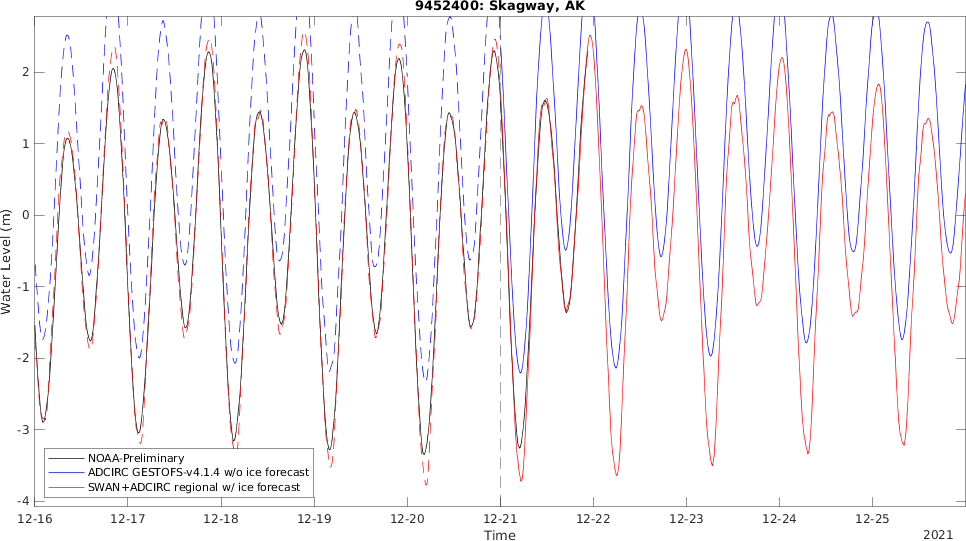 9452400: Skagway, AK
Water Level (m)
2
1
0
-1
-2
-3
-4
NOAA-Preliminary
ADCIRC GESTOFS-v4.1.4 w/o ice forecast
SWAN+ADCIRC regional w/ ice forecast
12-16 12-17 12-18 12-19 12-20 12-21 12-22 12-23 12-24 12-25
Time
2021